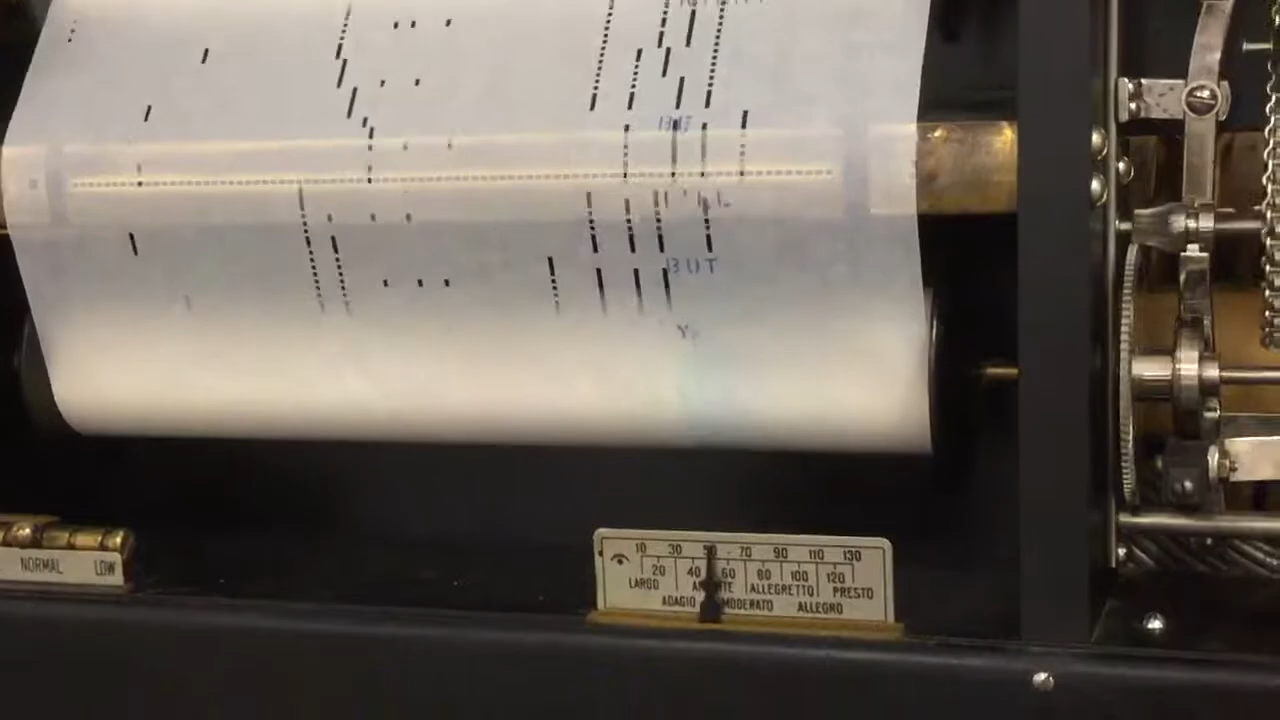 NORMAL LOW
10 30 50 70 90 110 130
20 40 60 80 100 120
LARGO ALLEGRETTO PRESTO
ADAGIO MODERATO ALLEGRO